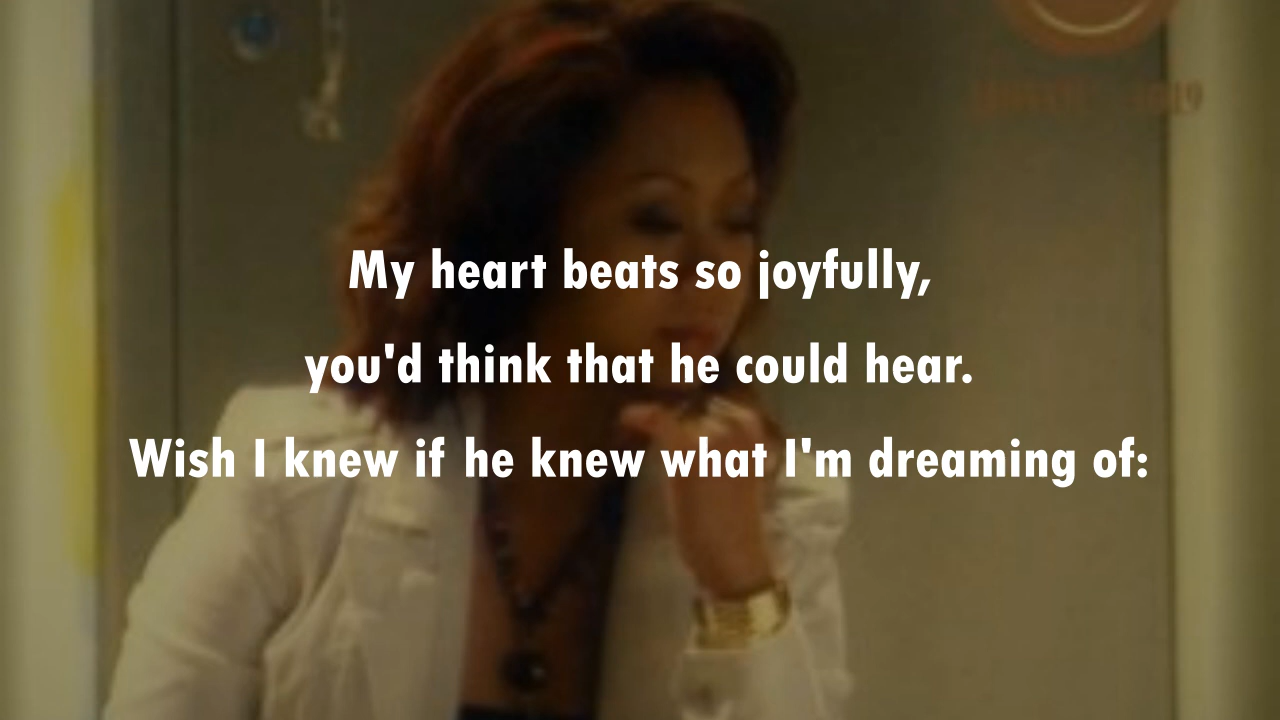 My heart beats so joyfully,
you'd think that he could hear.
Wish I knew if he knew what I'm dreaming of: